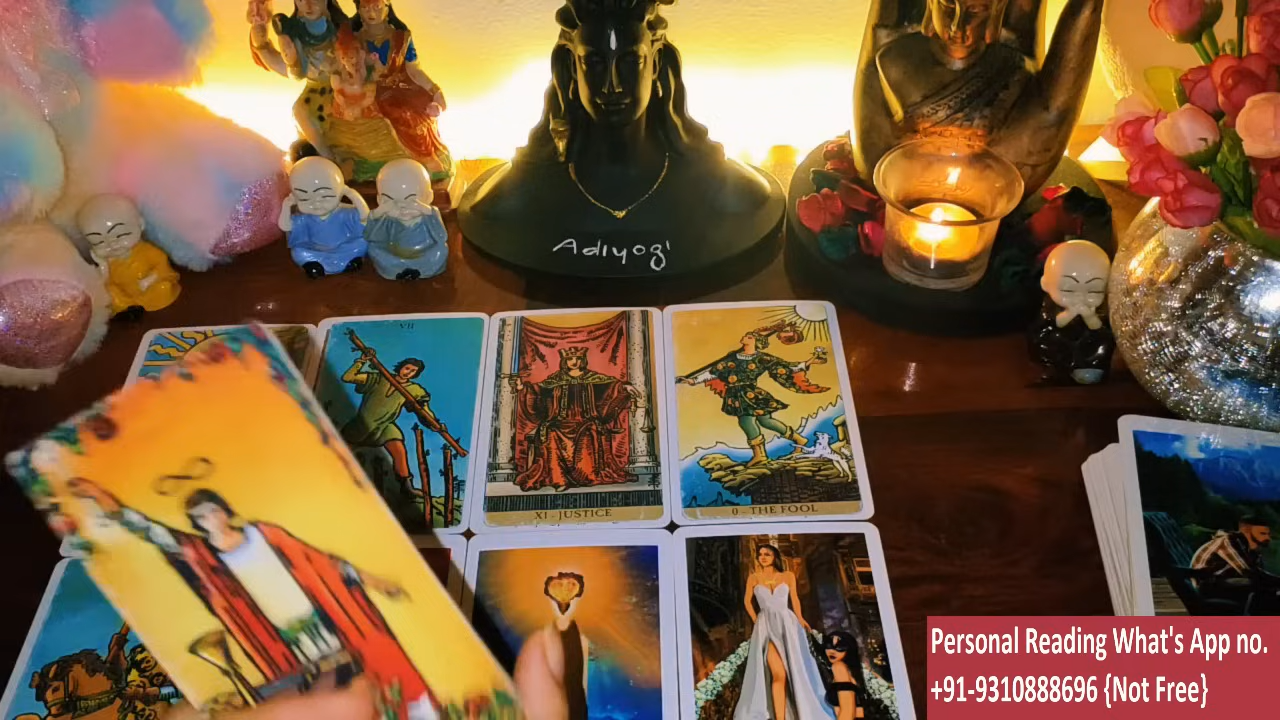 Adiyogi
VII
XI - JUSTICE
0 - THE FOOL
Personal Reading What's App no.
+91-9310888696 {Not Free}